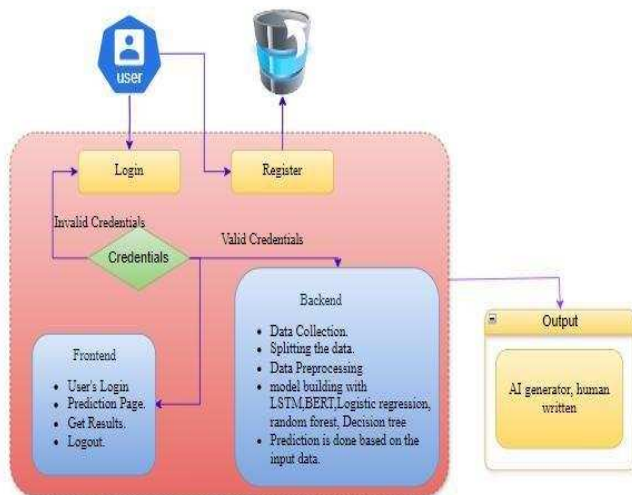 user
Login
Register
Invalid Credentials
Valid Credentials
Credentials
Backend
Data Collection.
Splitting the data.
Data Preprocessing
model building with
LSTM,BERT,Logistic regression,
random forest, Decision tree
Prediction is done based on the
input data.
Frontend
User's Login
Prediction Page.
Get Results.
Logout.
Output
AI generator, human
written